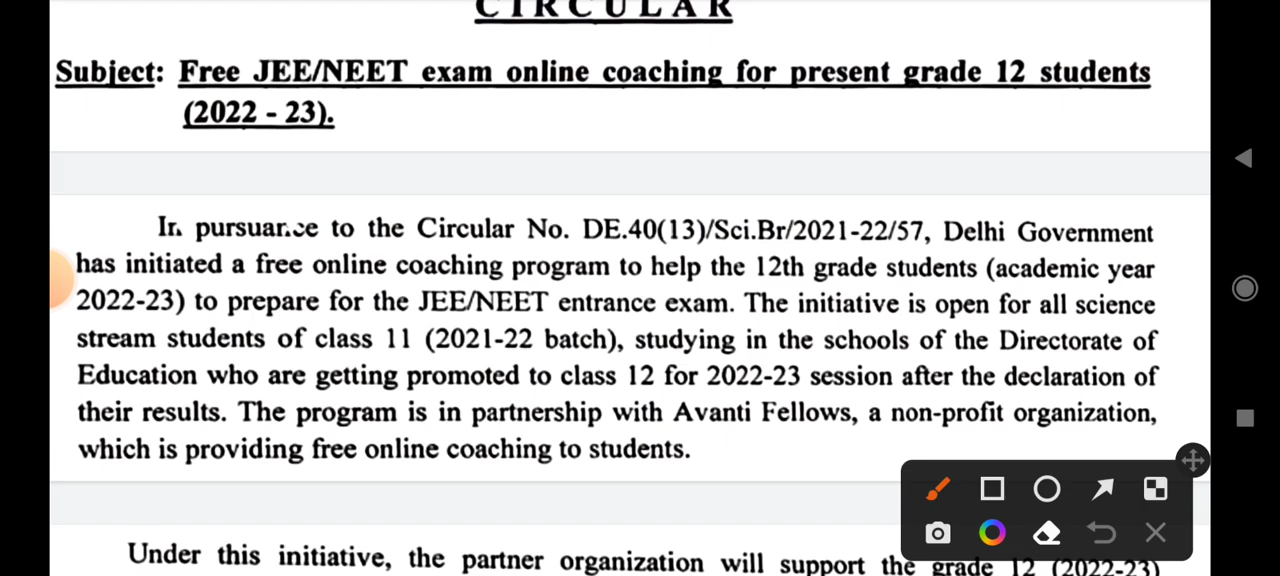 CIRCULAR
Subject: Free JEE/NEET exam online coaching for present grade 12 students
(2022 - 23).
In pursuance to the Circular No. DE.40(13)/Sci.Br/2021-22/57, Delhi Government
has initiated a free online coaching program to help the 12th grade students (academic year
2022-23) to prepare for the JEE/NEET entrance exam. The initiative is open for all science
stream students of class 11 (2021-22 batch), studying in the schools of the Directorate of
Education who are getting promoted to class 12 for 2022-23 session after the declaration of
their results. The program is in partnership with Avanti Fellows, a non-profit organization,
which is providing free online coaching to students.
Under this initiative, the partner organization will support the grade 12 (2022-23)